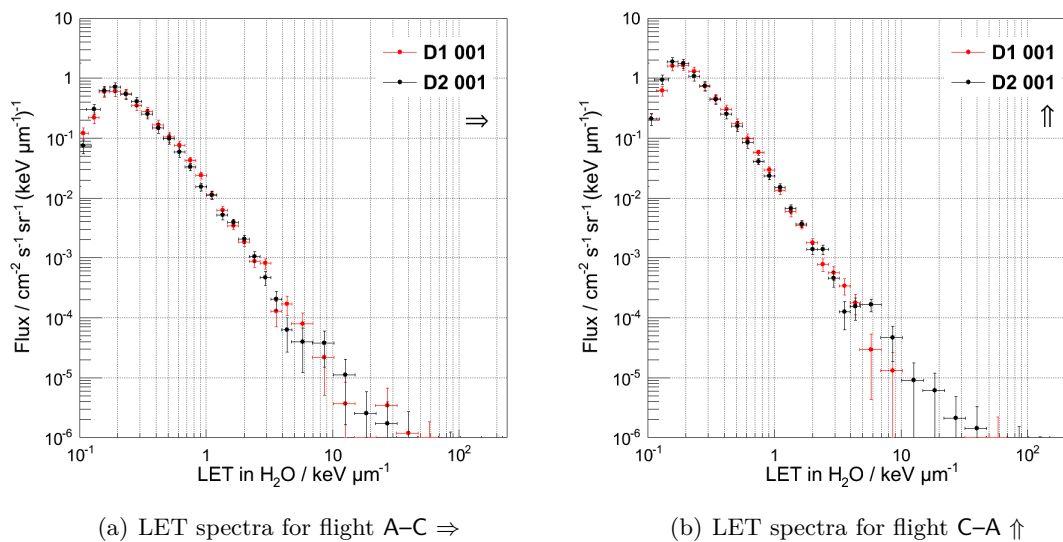 10
1
10⁻¹
10⁻²
10⁻³
10⁻⁴
10⁻⁵
10⁻⁶
Flux / cm⁻² s⁻¹ sr⁻¹ (keV μm⁻¹)⁻¹
D1 001
D2 001
⇒
10⁻¹ 1 10 10²
LET in H₂O / keV μm⁻¹
(a) LET spectra for flight A–C ⇒
10
1
10⁻¹
10⁻²
10⁻³
10⁻⁴
10⁻⁵
10⁻⁶
Flux / cm⁻² s⁻¹ sr⁻¹ (keV μm⁻¹)⁻¹
D1 001
D2 001
⇑
10⁻¹ 1 10 10²
LET in H₂O / keV μm⁻¹
(b) LET spectra for flight C–A ⇑